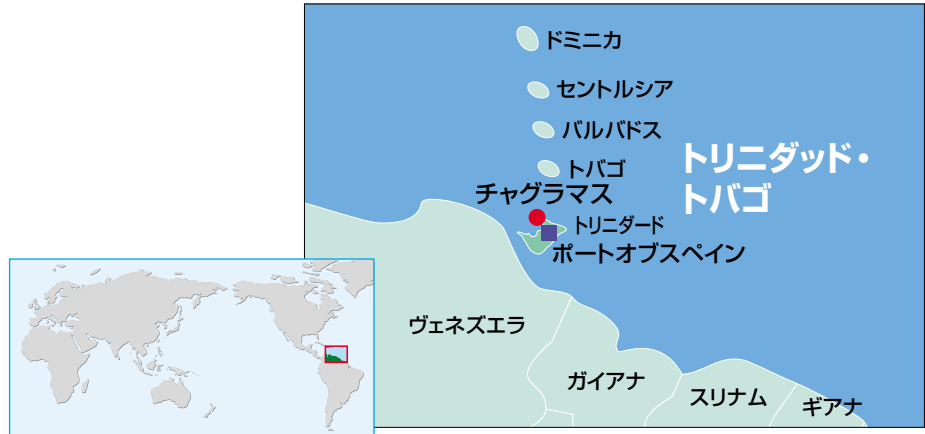 ドミニカ
セントルシア
バルバドス
トバゴ
トリニダッド・
トバゴ
チャグラマス
トリニダード
ポートオブスペイン
ヴェネズエラ
ガイアナ
スリナム
ギアナ